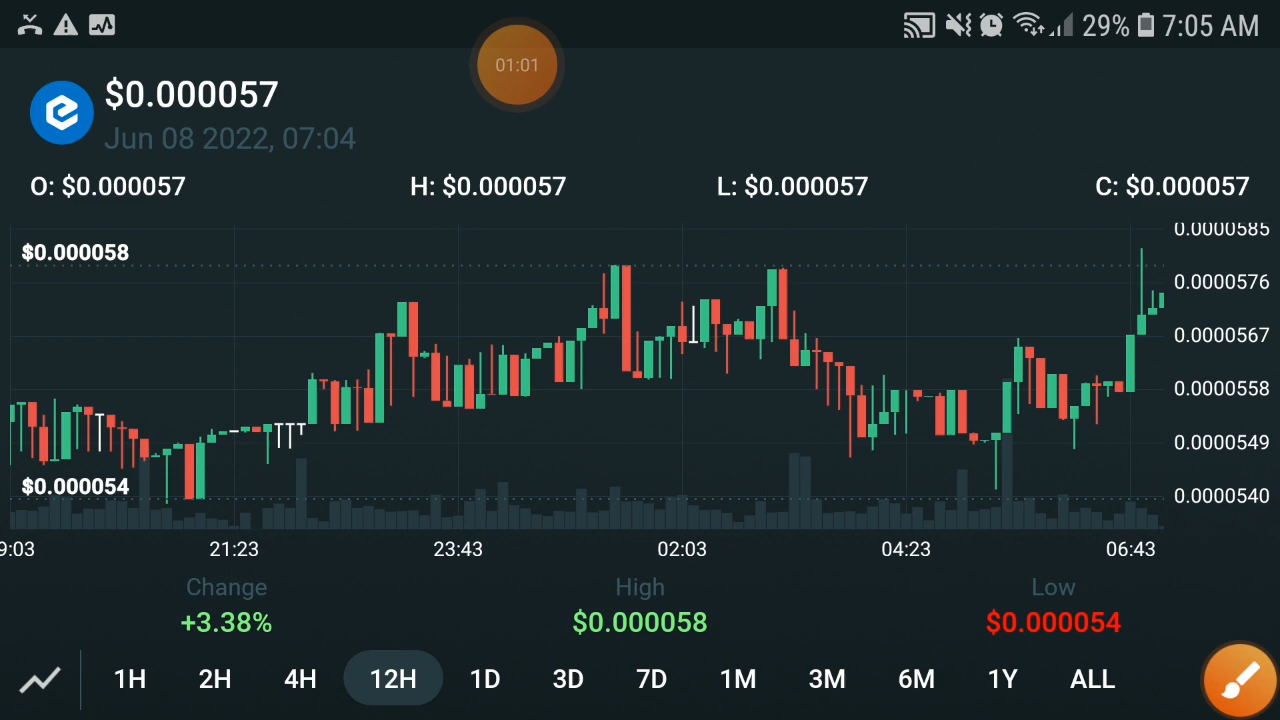 29% 7:05 AM
01:01
$0.000057
Jun 08 2022, 07:04
O: $0.000057 H: $0.000057 L: $0.000057 C: $0.000057
$0.000058
0.0000585
0.0000576
0.0000567
0.0000558
0.0000549
$0.000054
0.0000540
9:03 21:23 23:43 02:03 04:23 06:43
Change High Low
+3.38% $0.000058 $0.000054
1H 2H 4H 12H 1D 3D 7D 1M 3M 6M 1Y ALL